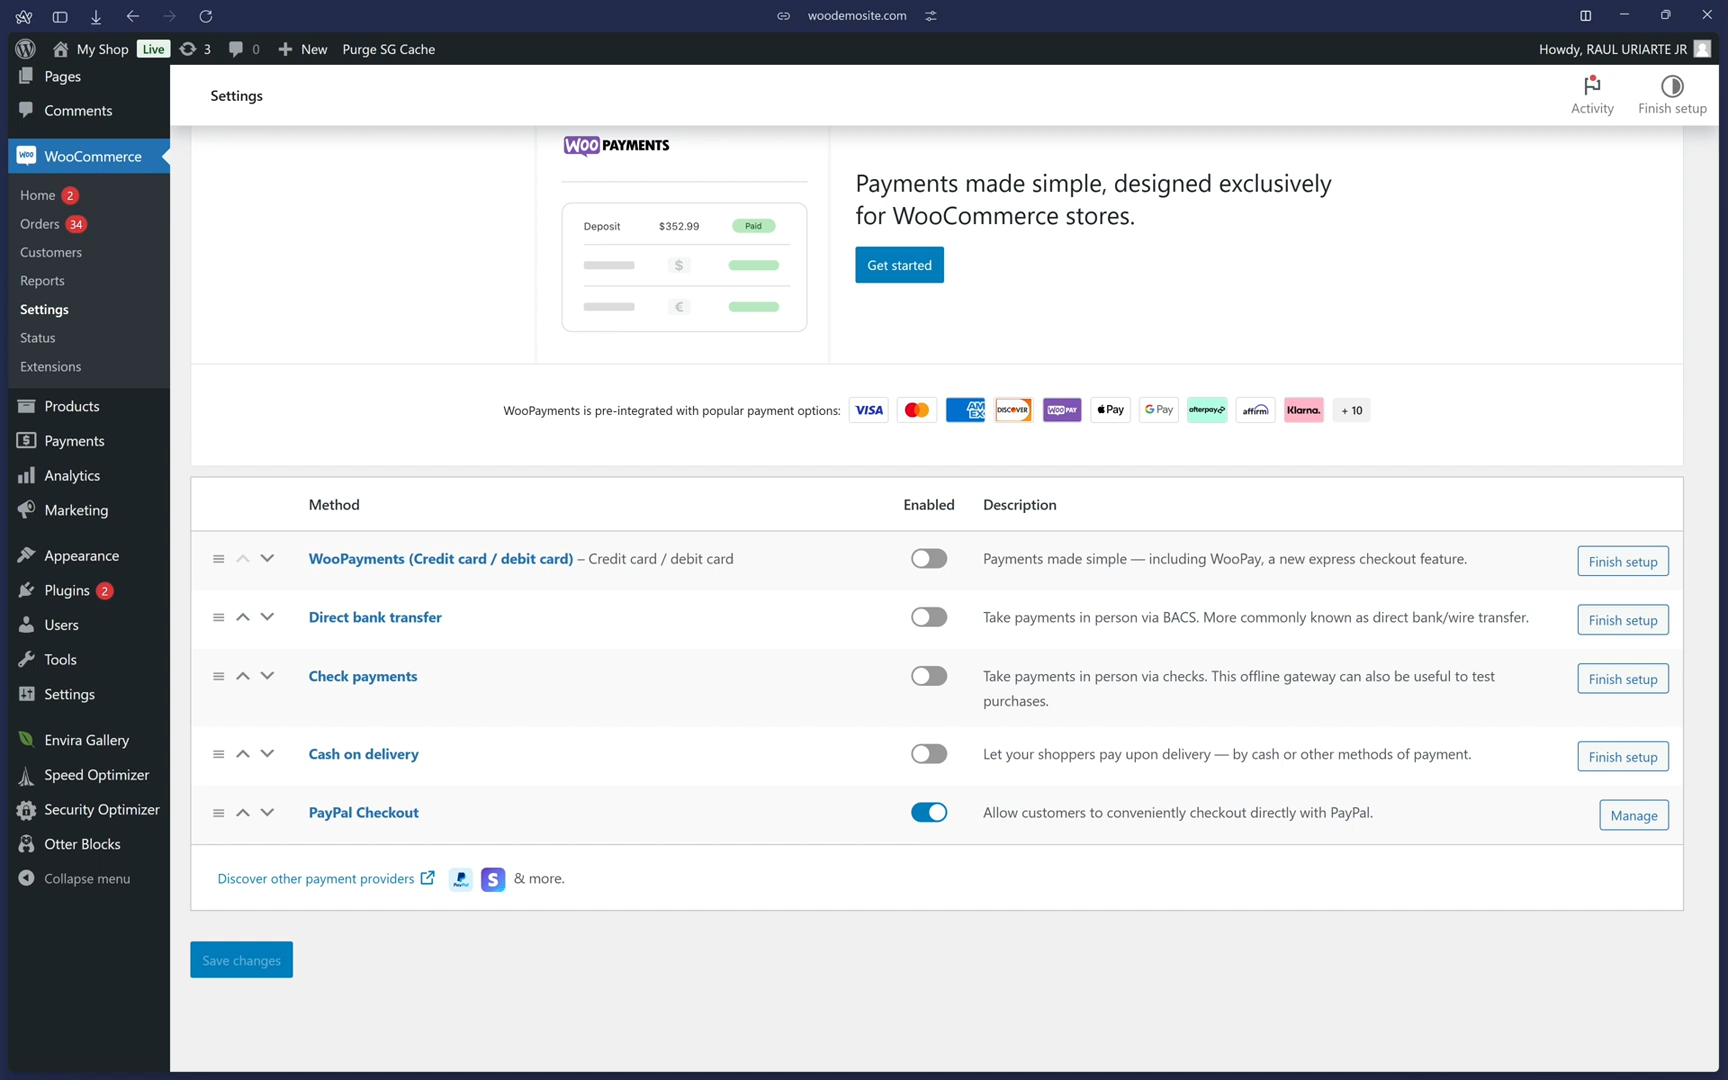 woodemosite.com
My Shop Live 3 0 New Purge SG Cache
Howdy, RAUL URIARTE JR
Pages
Comments
WooCommerce
Home 2
Orders 34
Customers
Reports
Settings
Status
Extensions
Products
Payments
Analytics
Marketing
Appearance
Plugins 2
Users
Tools
Settings
Envira Gallery
Speed Optimizer
Security Optimizer
Otter Blocks
Collapse menu
Settings
Activity
Finish setup
WOO PAYMENTS
Deposit $352.99 Paid
$
€
Payments made simple, designed exclusively
for WooCommerce stores.
Get started
WooPayments is pre-integrated with popular payment options: VISA AM EX DISCOVER WOO PAY Pay G Pay afterpay affirm Klarna. + 10
Method Enabled Description
WooPayments (Credit card / debit card) – Credit card / debit card Payments made simple — including WooPay, a new express checkout feature. Finish setup
Direct bank transfer Take payments in person via BACS. More commonly known as direct bank/wire transfer. Finish setup
Check payments Take payments in person via checks. This offline gateway can also be useful to test Finish setup
purchases.
Cash on delivery Let your shoppers pay upon delivery — by cash or other methods of payment. Finish setup
PayPal Checkout Allow customers to conveniently checkout directly with PayPal. Manage
Discover other payment providers PayPal S & more.
Save changes